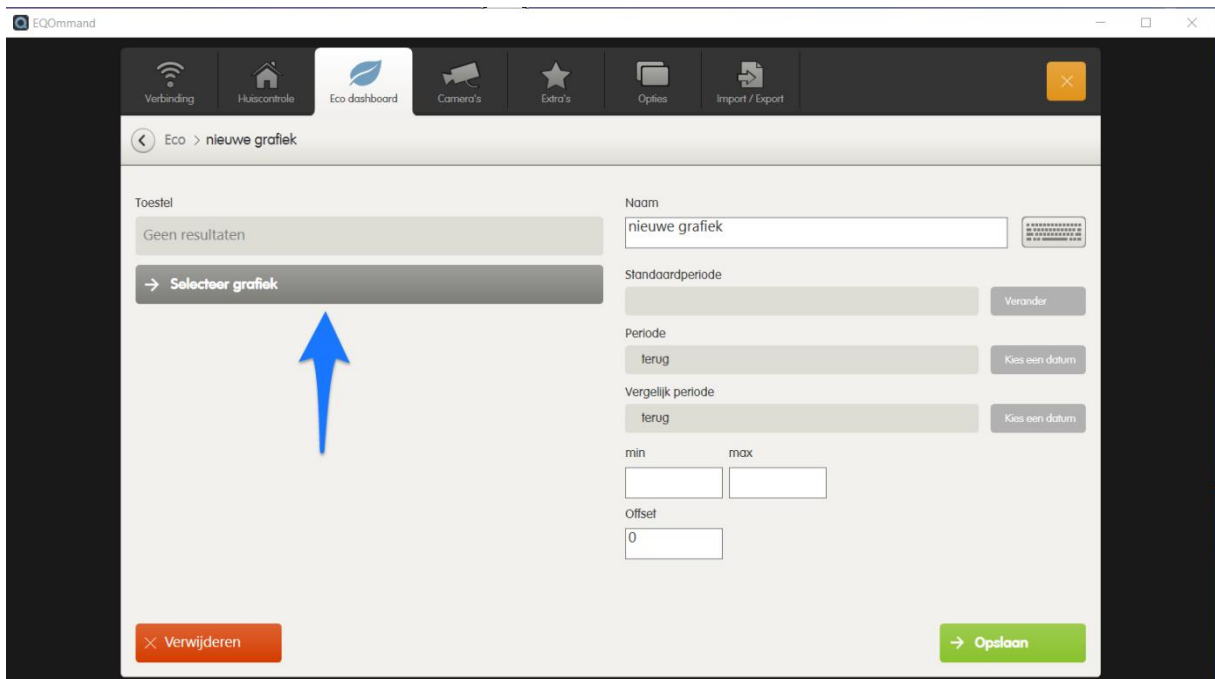 EQOmmand
Verbinding
Huiscontrole
Eco dashboard
Camera's
Extra's
Opties
Import / Export
Eco > nieuwe grafiek
Toestel
Geen resultaten
Selecteer grafiek
Naam
nieuwe grafiek
Standaardperiode
Verander
Periode
terug
Kies een datum
Vergelijk periode
terug
Kies een datum
min max
Offset
0
Verwijderen
Opslaan